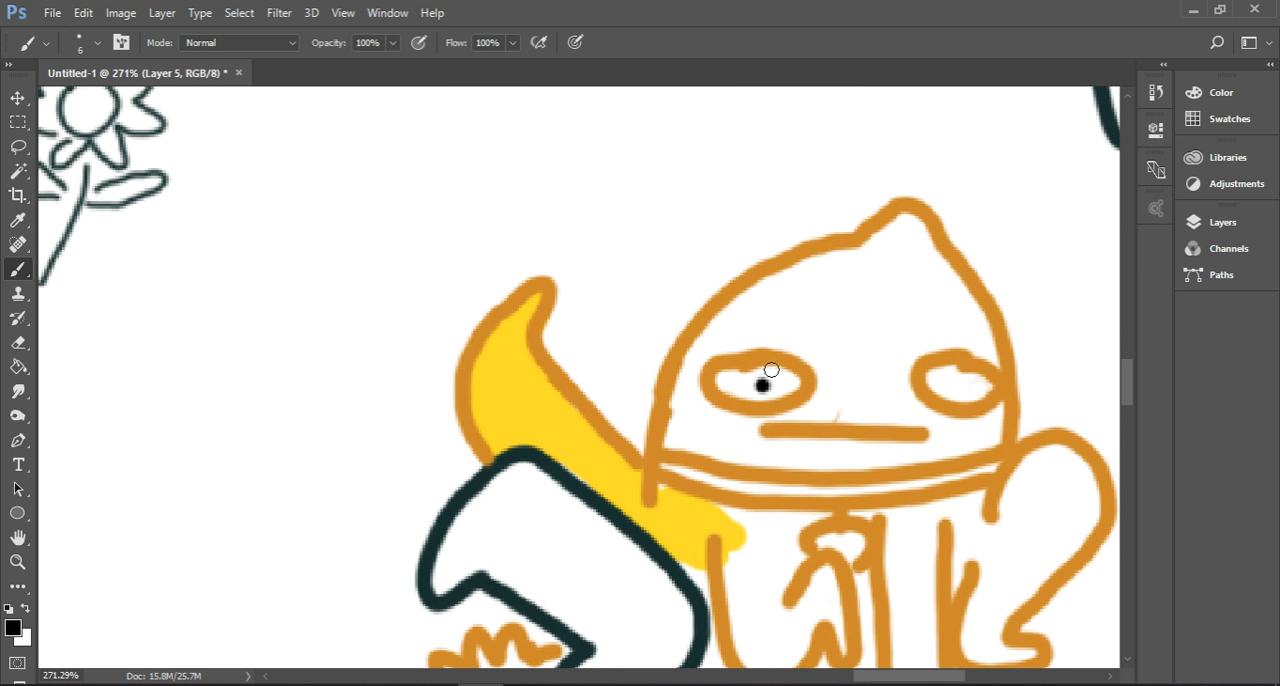 Ps File Edit Image Layer Type Select Filter 3D View Window Help
6 Mode: Normal Opacity: 100% Flow: 100%
Untitled-1 @ 271% (Layer 5, RGB/8) * ×
Color
Swatches
Libraries
Adjustments
Layers
Channels
Paths
271.29% Doc: 15.8M/25.7M